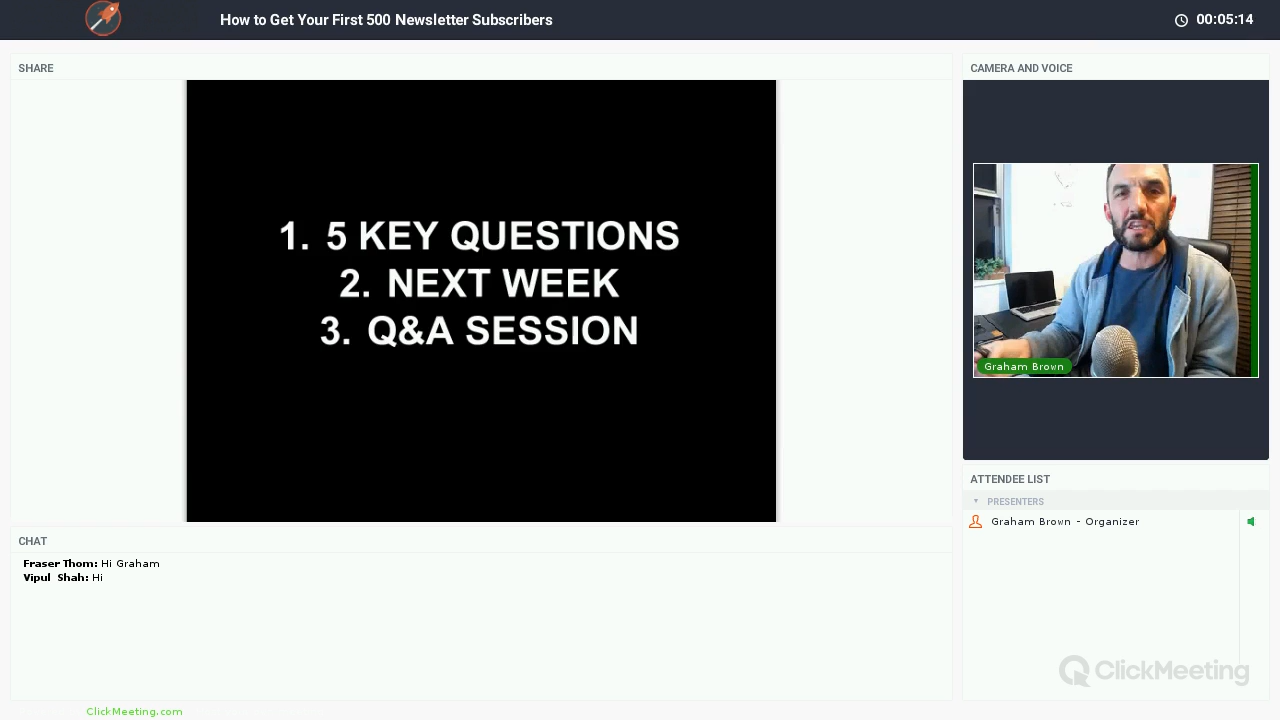 How to Get Your First 500 Newsletter Subscribers
00:05:14
SHARE
1. 5 KEY QUESTIONS
2. NEXT WEEK
3. Q&A SESSION
CAMERA AND VOICE
Graham Brown
ATTENDEE LIST
PRESENTERS
Graham Brown - Organizer
CHAT
Fraser Thom: Hi Graham
Vipul Shah: Hi
ClickMeeting
ClickMeeting.com